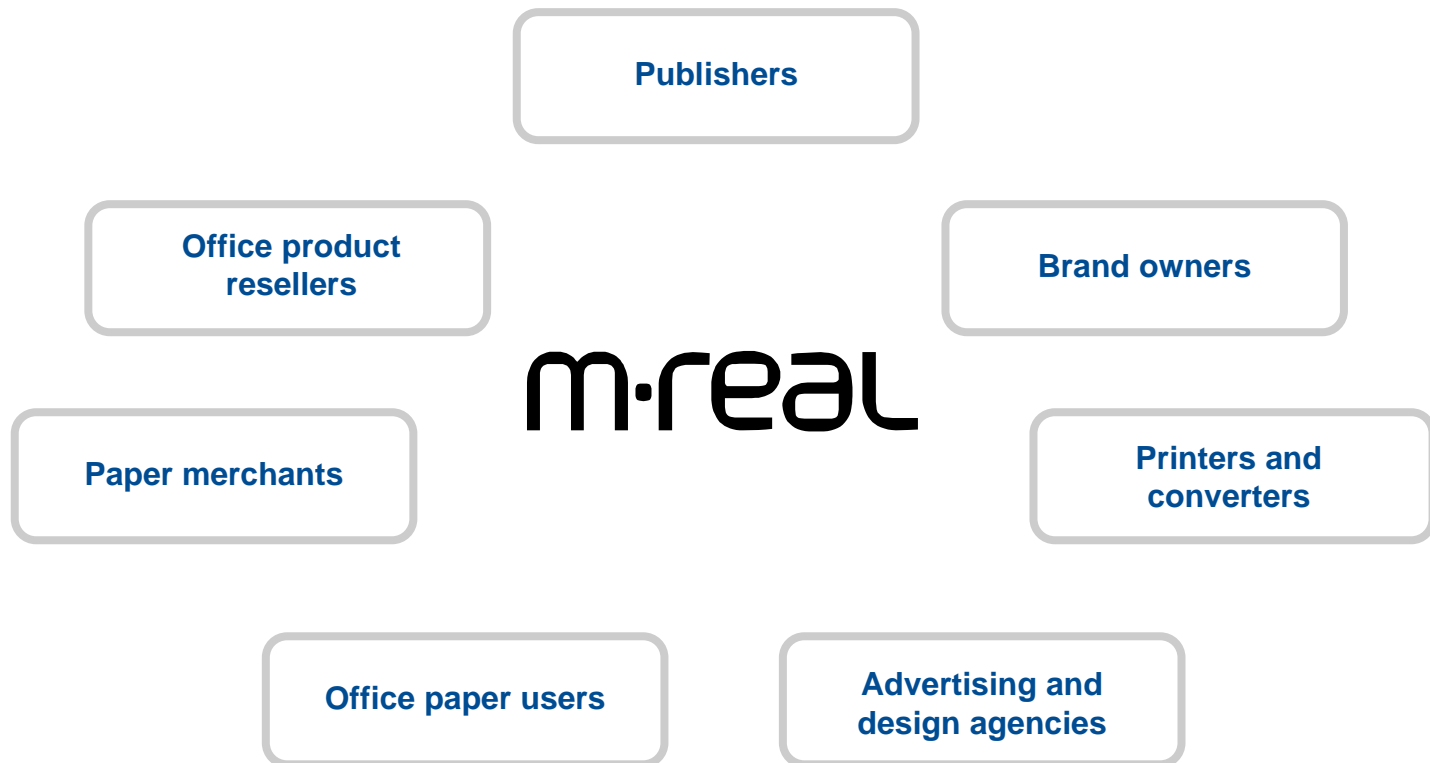 Publishers
Office product
resellers
Brand owners
m·real
Paper merchants
Printers and
converters
Office paper users
Advertising and
design agencies